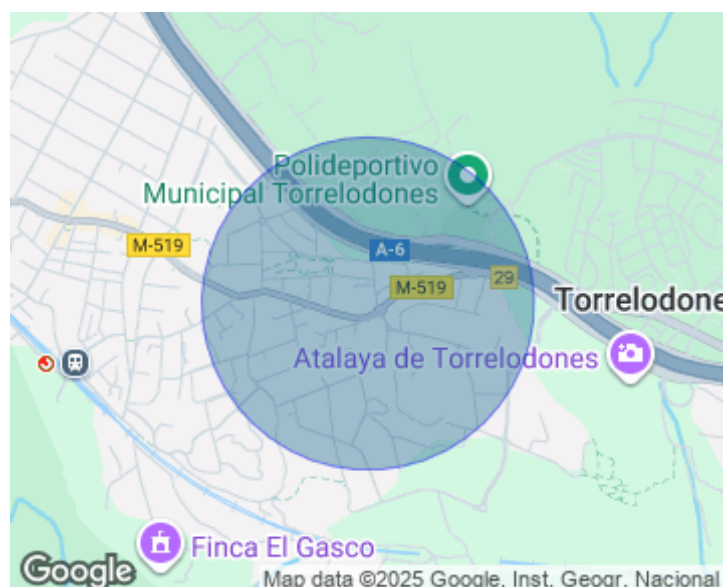 Polideportivo
Municipal Torrelodones
M-519
A-6
29
M-519
Torrelodone
Atalaya de Torrelodones
Finca El Gasco
Google
Map data ©2025 Google, Inst. Geogr. Nacional